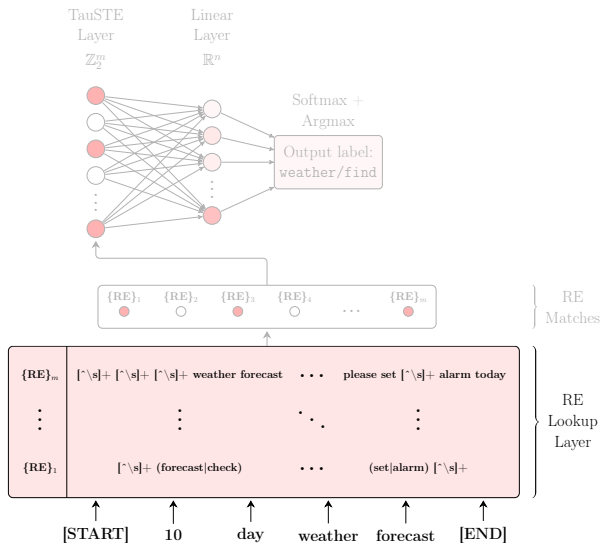 TauSTE
Layer
ℤ₂ᵐ
Linear
Layer
ℝⁿ
Softmax +
Argmax
Output label:
weather/find
{RE}₁ {RE}₂ {RE}₃ {RE}₄ ... {RE}ₘ
RE
Matches
{RE}ₘ [^\s]+ [^\s]+ [^\s]+ weather forecast ... please set [^\s]+ alarm today
{RE}₁ [^\s]+ (forecast|check) ... (set|alarm) [^\s]+
RE
Lookup
Layer
[START] 10 day weather forecast [END]